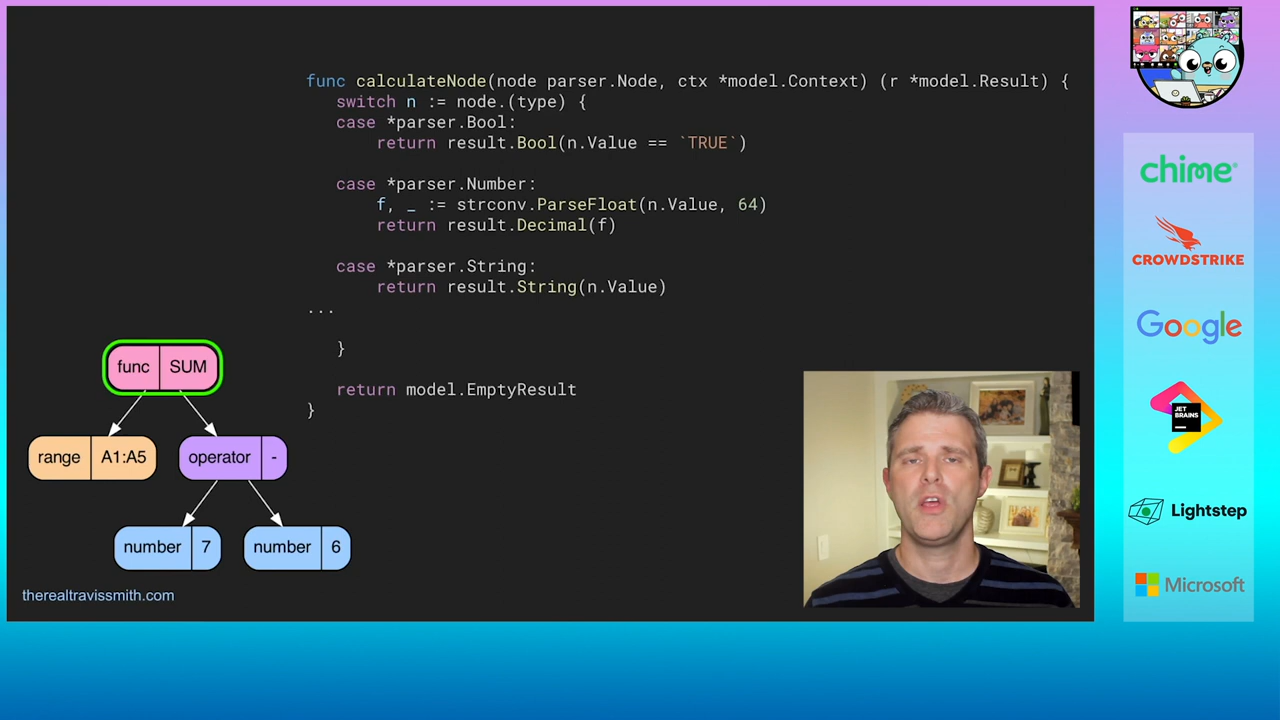 func calculateNode(node parser.Node, ctx *model.Context) (r *model.Result) {
switch n := node.(type) {
case *parser.Bool:
return result.Bool(n.Value == `TRUE`)
case *parser.Number:
f, _ := strconv.ParseFloat(n.Value, 64)
return result.Decimal(f)
case *parser.String:
return result.String(n.Value)
...
}
return model.EmptyResult
}
func SUM
range A1:A5
operator -
number 7
number 6
therealtravissmith.com
chime®
CROWDSTRIKE
Google
JET
BRAINS
Lightstep
Microsoft